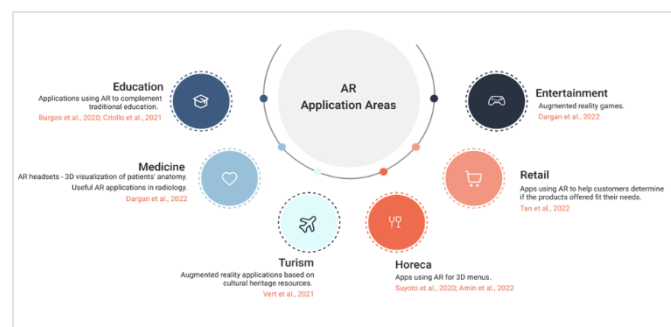 AR
Application Areas
Education
Applications using AR to complement
traditional education.
Burgos et al., 2020; Criollo et al., 2021
Medicine
AR headsets - 3D visualization of patients' anatomy.
Useful AR applications in radiology.
Dargan et al., 2022
Turism
Augmented reality applications based on
cultural heritage resources.
Vert et al., 2021
Horeca
Apps using AR for 3D menus.
Suyoto et al., 2020; Amin et al., 2022
Retail
Apps using AR to help customers determine
if the products offered fit their needs.
Tan et al., 2022
Entertainment
Augmented reality games.
Dargan et al., 2022